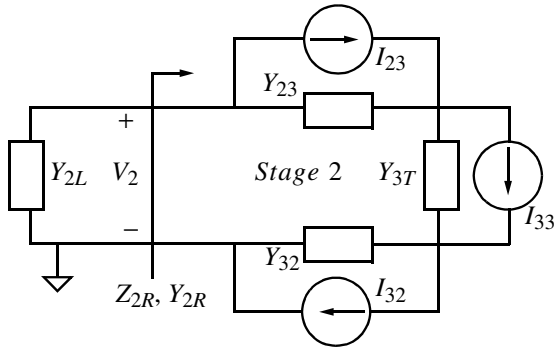 I23
Y23
+
Y2L V2 Stage 2 Y3T
I33
−
Y32
Z2R, Y2R I32